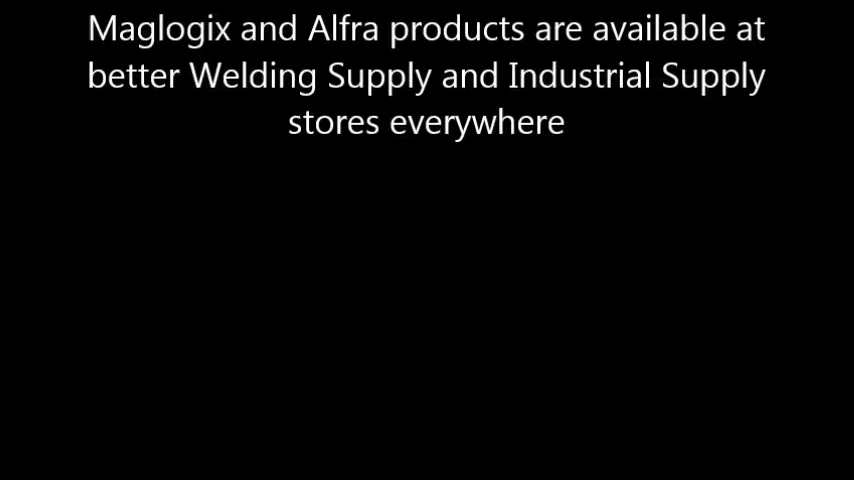 Maglogix and Alfra products are available at
better Welding Supply and Industrial Supply
stores everywhere